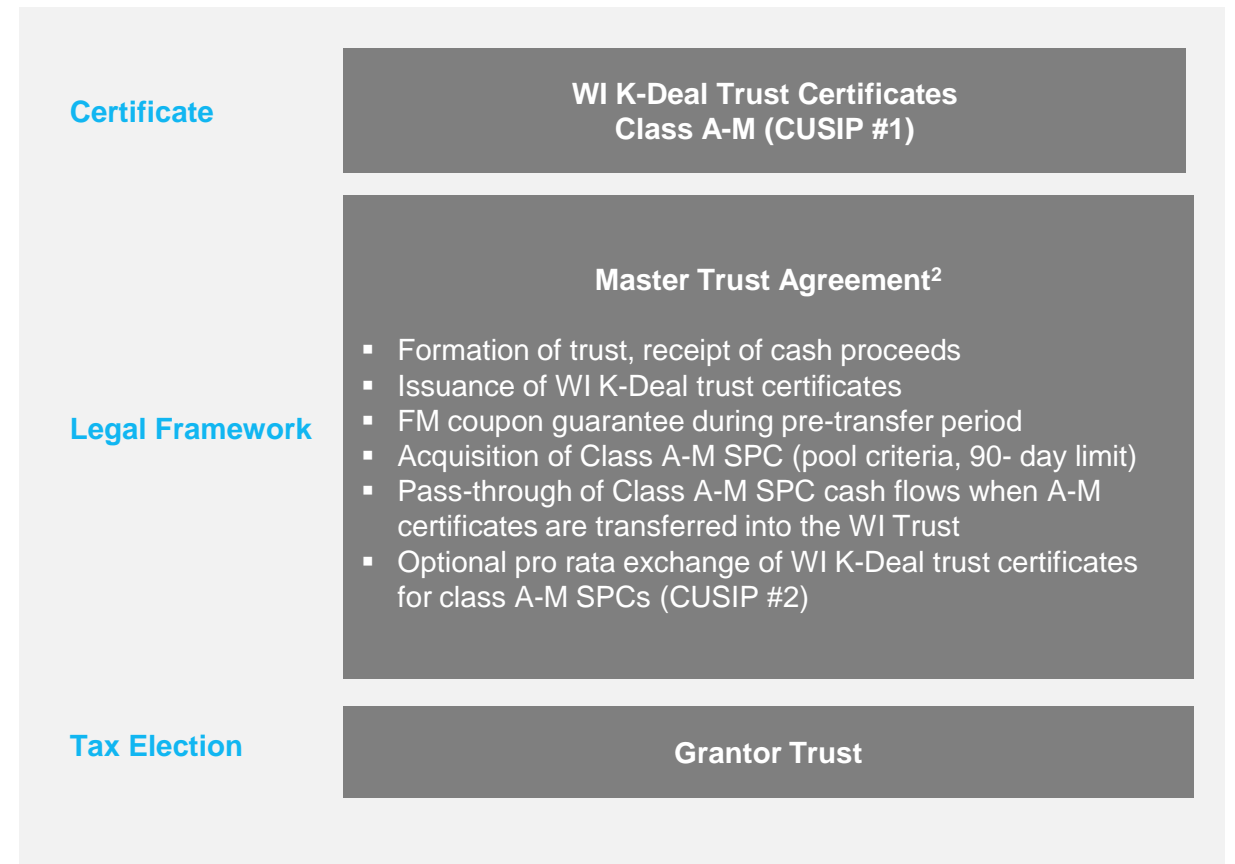 Certificate
WI K-Deal Trust Certificates
Class A-M (CUSIP #1)
Legal Framework
Master Trust Agreement²
▪ Formation of trust, receipt of cash proceeds
▪ Issuance of WI K-Deal trust certificates
▪ FM coupon guarantee during pre-transfer period
▪ Acquisition of Class A-M SPC (pool criteria, 90- day limit)
▪ Pass-through of Class A-M SPC cash flows when A-M
certificates are transferred into the WI Trust
▪ Optional pro rata exchange of WI K-Deal trust certificates
for class A-M SPCs (CUSIP #2)
Tax Election
Grantor Trust